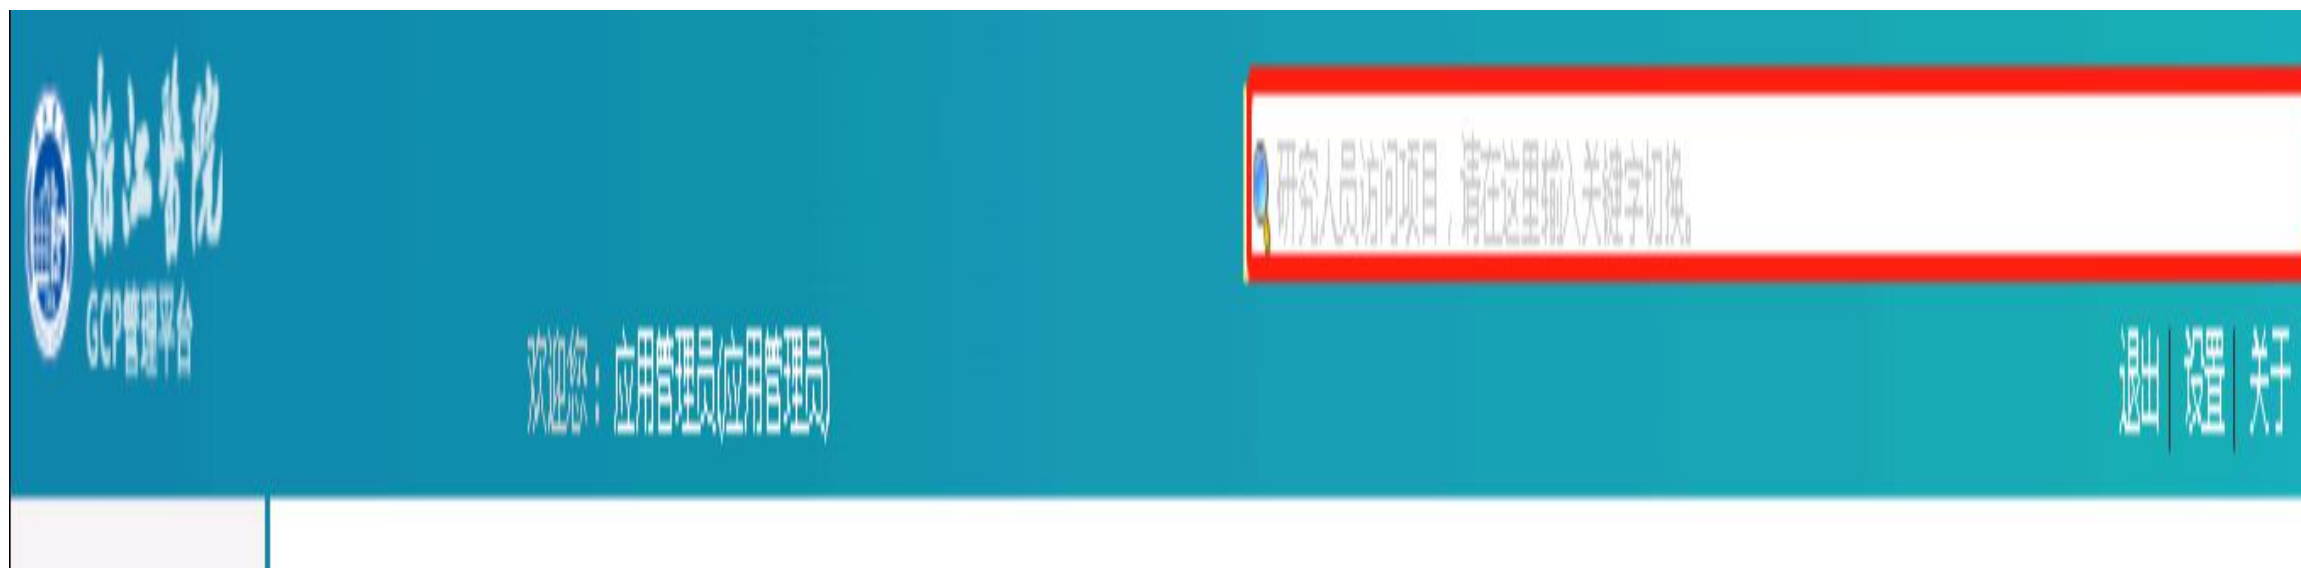 浙江醫院
GCP管理平台
研究人员访问项目，请在这里输入关键字切换。
欢迎您：应用管理员(应用管理员)
退出 | 设置 | 关于